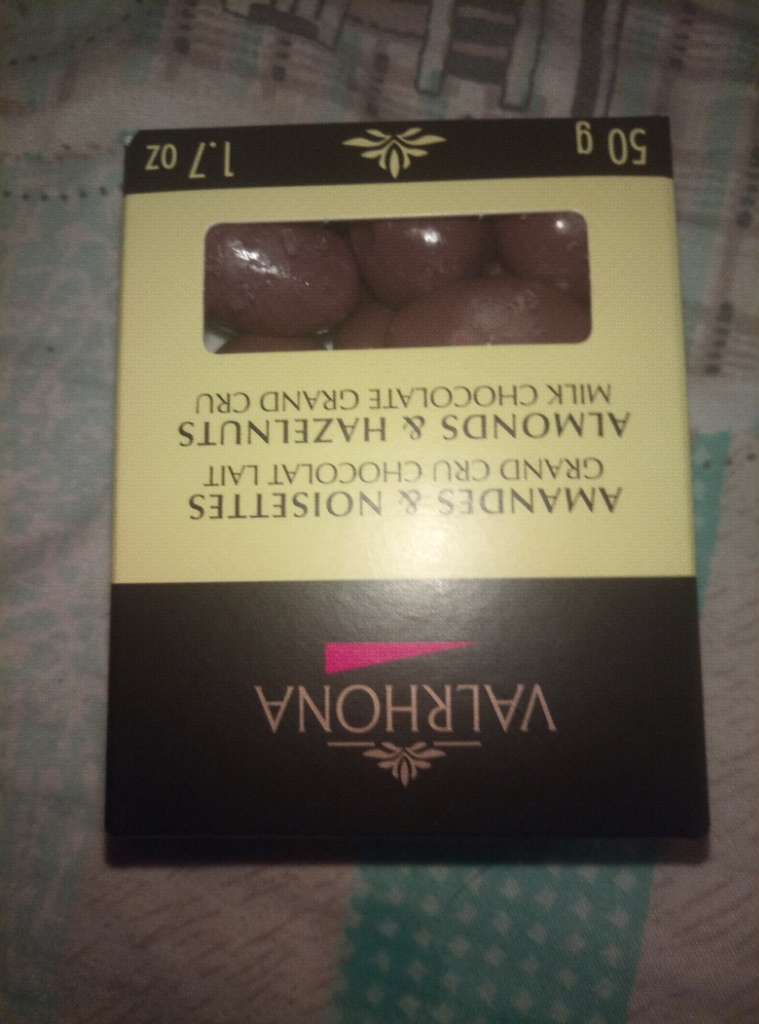 VALRHONA
AMANDES & NOISETTES
GRAND CRU CHOCOLAT LAIT
ALMONDS & HAZELNUTS
MILK CHOCOLATE GRAND CRU
50 g 1.7 oz